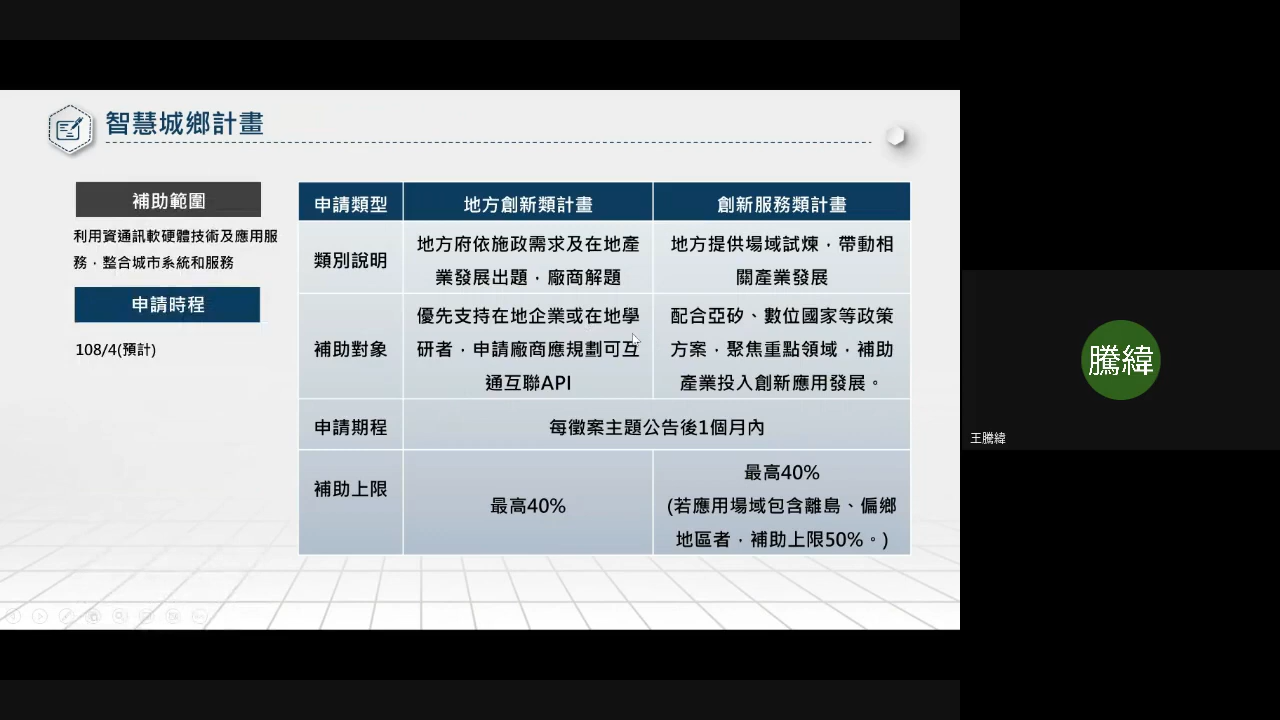 智慧城鄉計畫
補助範圍
利用資通訊軟硬體技術及應用服
務，整合城市系統和服務
申請時程
108/4(預計)
申請類型
地方創新類計畫
創新服務類計畫
類別說明
地方府依施政需求及在地產
業發展出題，廠商解題
地方提供場域試煉，帶動相
關產業發展
補助對象
優先支持在地企業或在地學
研者，申請廠商應規劃可互
通互聯API
配合亞矽、數位國家等政策
方案，聚焦重點領域，補助
產業投入創新應用發展。
申請期程
每徵案主題公告後1個月內
補助上限
最高40%
最高40%
(若應用場域包含離島、偏鄉
地區者，補助上限50%。)
騰緯
王騰緯